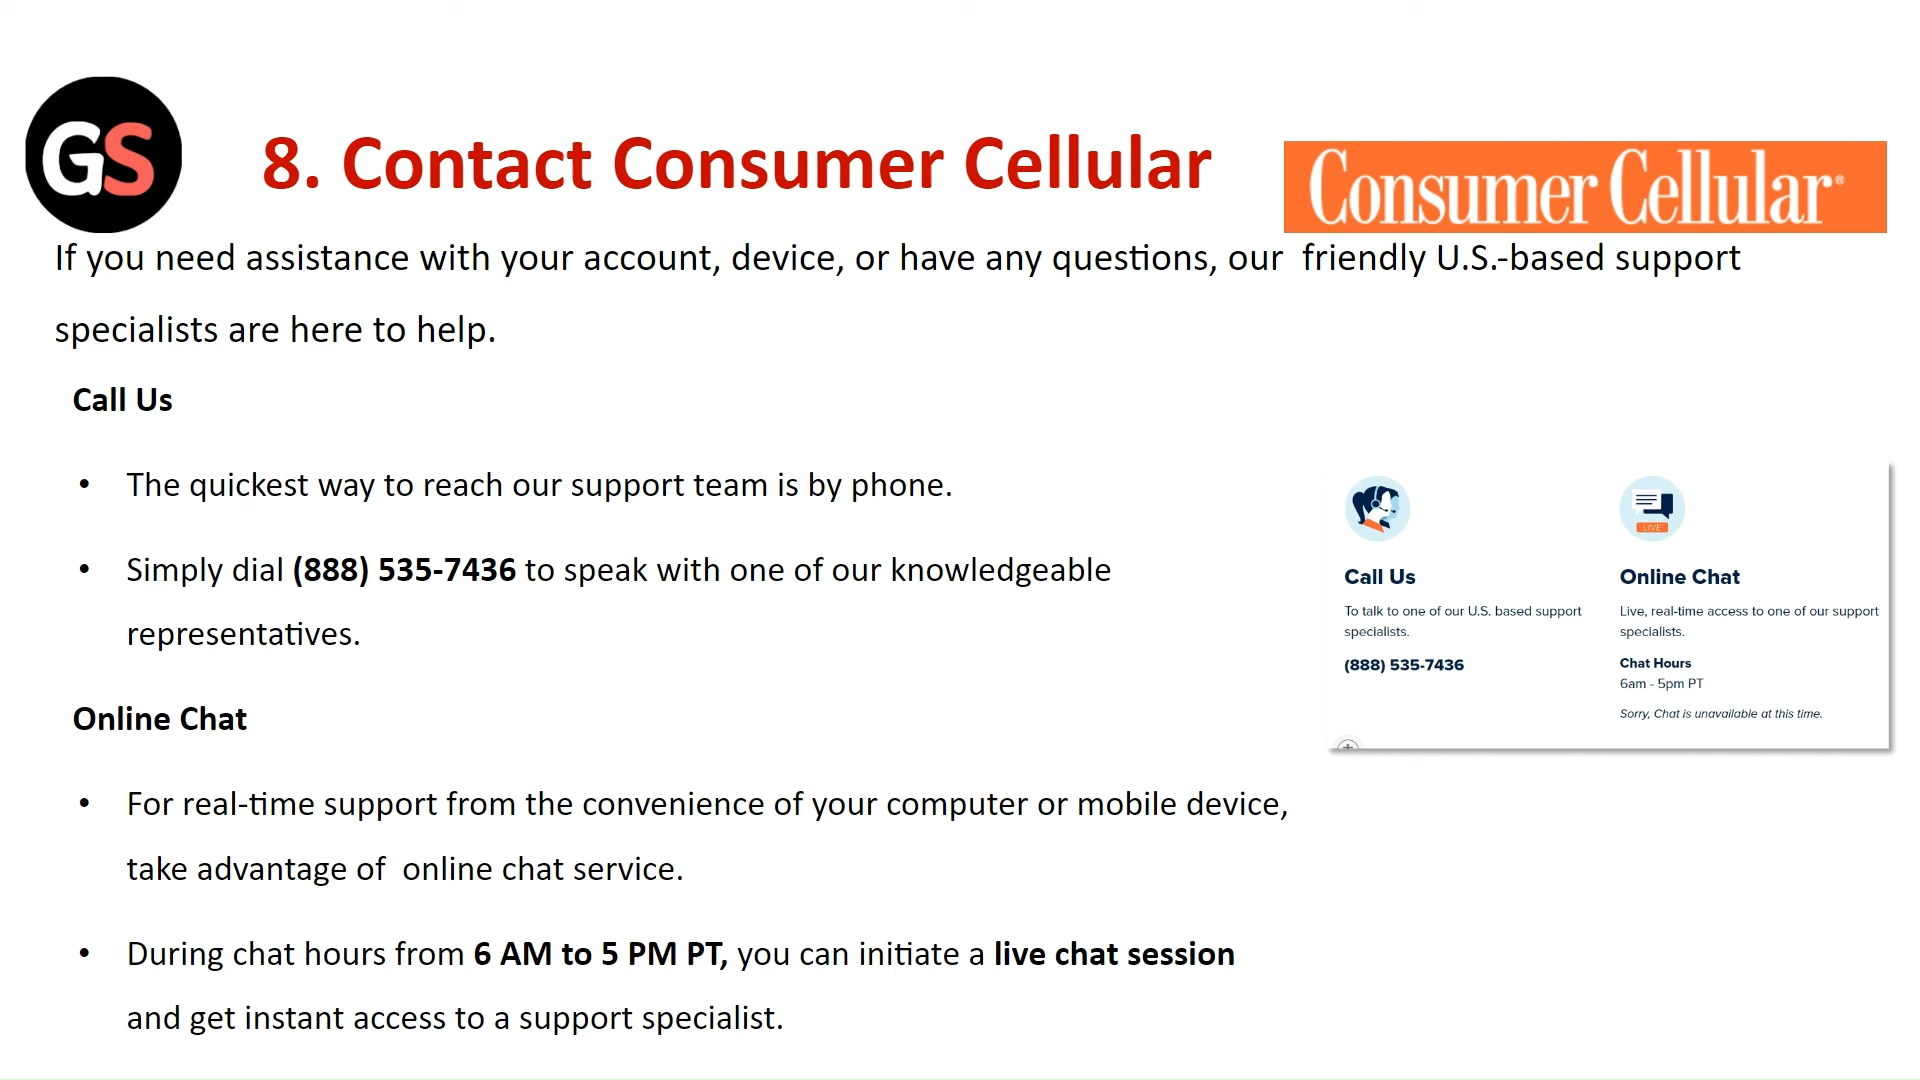 GS
8. Contact Consumer Cellular
Consumer Cellular®
If you need assistance with your account, device, or have any questions, our  friendly U.S.-based support
specialists are here to help.
Call Us
• The quickest way to reach our support team is by phone.
• Simply dial (888) 535-7436 to speak with one of our knowledgeable
representatives.
Online Chat
• For real-time support from the convenience of your computer or mobile device,
take advantage of  online chat service.
• During chat hours from 6 AM to 5 PM PT, you can initiate a live chat session
and get instant access to a support specialist.
Call Us
To talk to one of our U.S. based support
specialists.
(888) 535-7436
LIVE
Online Chat
Live, real-time access to one of our support
specialists.
Chat Hours
6am - 5pm PT
Sorry, Chat is unavailable at this time.